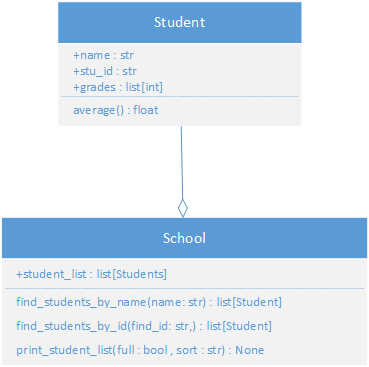 Student
+name : str
+stu_id : str
+grades : list[int]
average() : float
School
+student_list : list[Students]
find_students_by_name(name: str) : list[Student]
find_students_by_id(find_id: str,) : list[Student]
print_student_list(full : bool , sort : str) : None